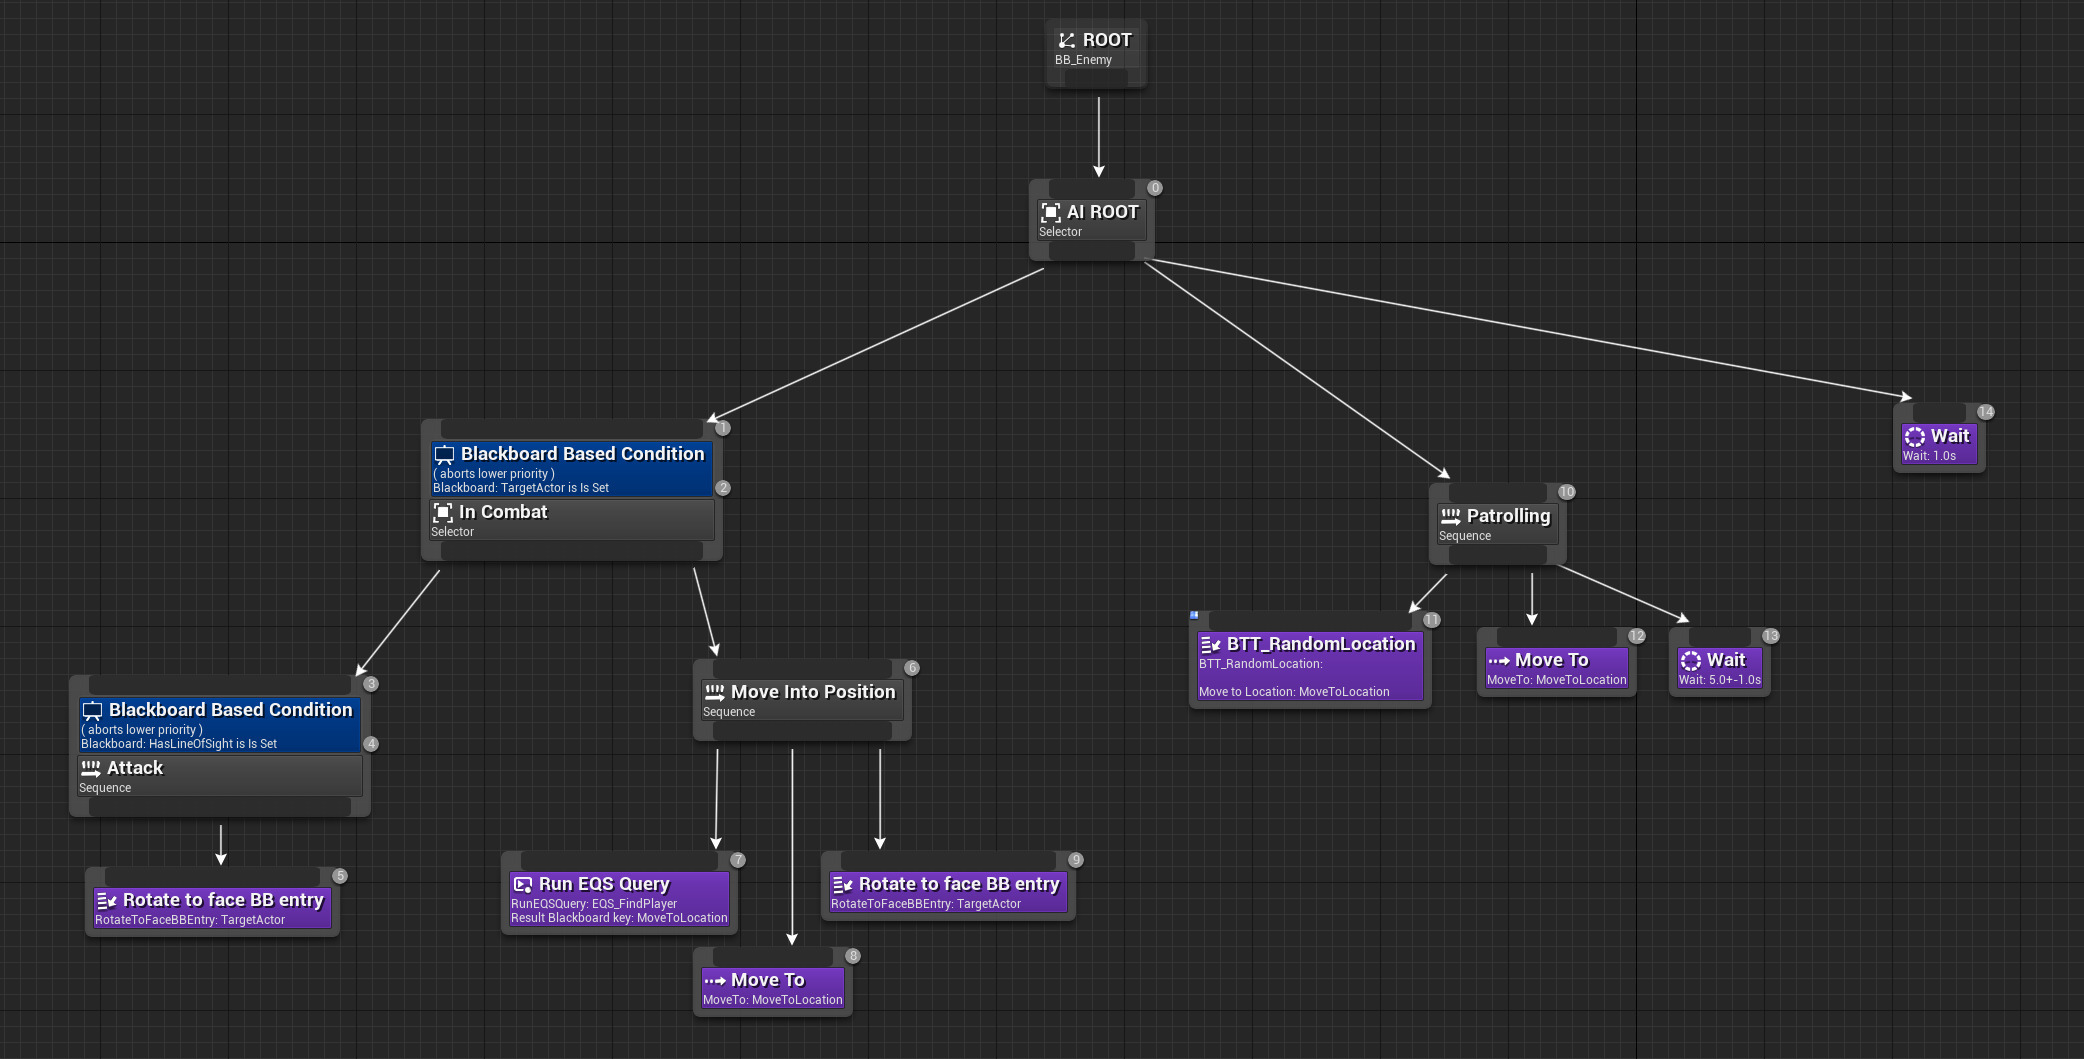 ROOT
BB_Enemy
0
AI ROOT
Selector
1
Blackboard Based Condition
( aborts lower priority )
Blackboard: TargetActor is Is Set
2
In Combat
Selector
14
Wait
Wait: 1.0s
10
Patrolling
Sequence
11
BTT_RandomLocation
BTT_RandomLocation:
Move to Location: MoveToLocation
12
Move To
MoveTo: MoveToLocation
13
Wait
Wait: 5.0+-1.0s
3
Blackboard Based Condition
( aborts lower priority )
Blackboard: HasLineOfSight is Is Set
4
Attack
Sequence
6
Move Into Position
Sequence
5
Rotate to face BB entry
RotateToFaceBBEntry: TargetActor
7
Run EQS Query
RunEQSQuery: EQS_FindPlayer
Result Blackboard key: MoveToLocation
9
Rotate to face BB entry
RotateToFaceBBEntry: TargetActor
8
Move To
MoveTo: MoveToLocation